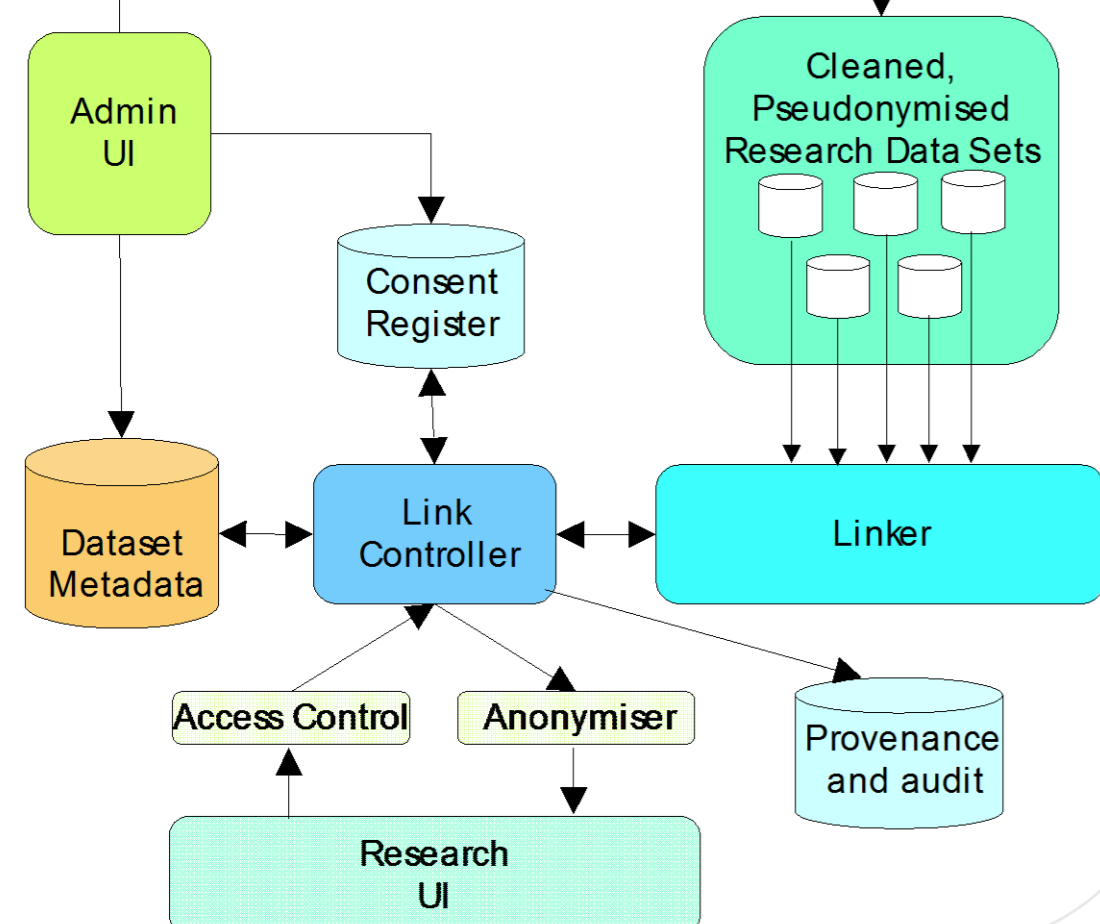 Admin
UI
Cleaned,
Pseudonymised
Research Data Sets
Consent
Register
Dataset
Metadata
Link
Controller
Linker
Access Control
Anonymiser
Provenance
and audit
Research
UI